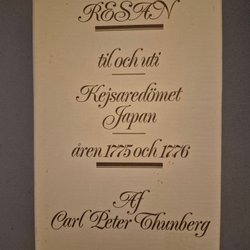 RESAN
til och uti
Kejsaredömet
Japan
åren 1775 och 1776
Af
Carl Peter Thunberg